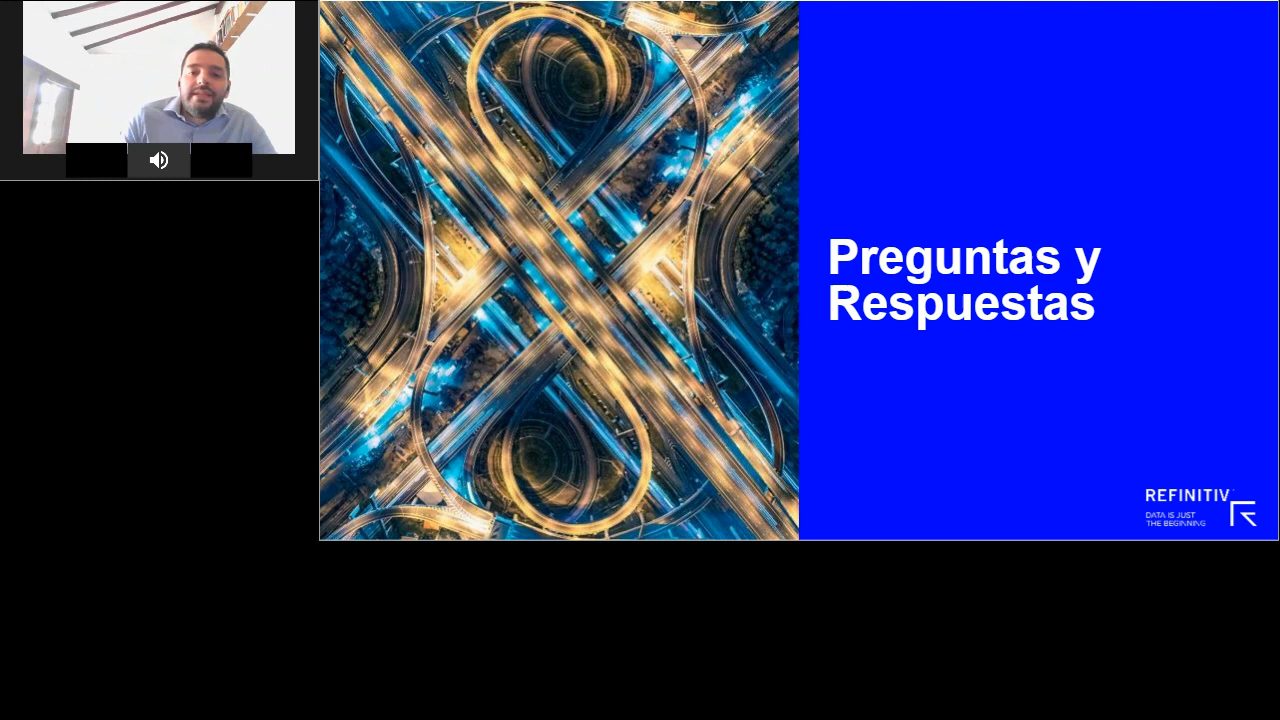 Preguntas y
Respuestas
REFINITIV
DATA IS JUST
THE BEGINNING